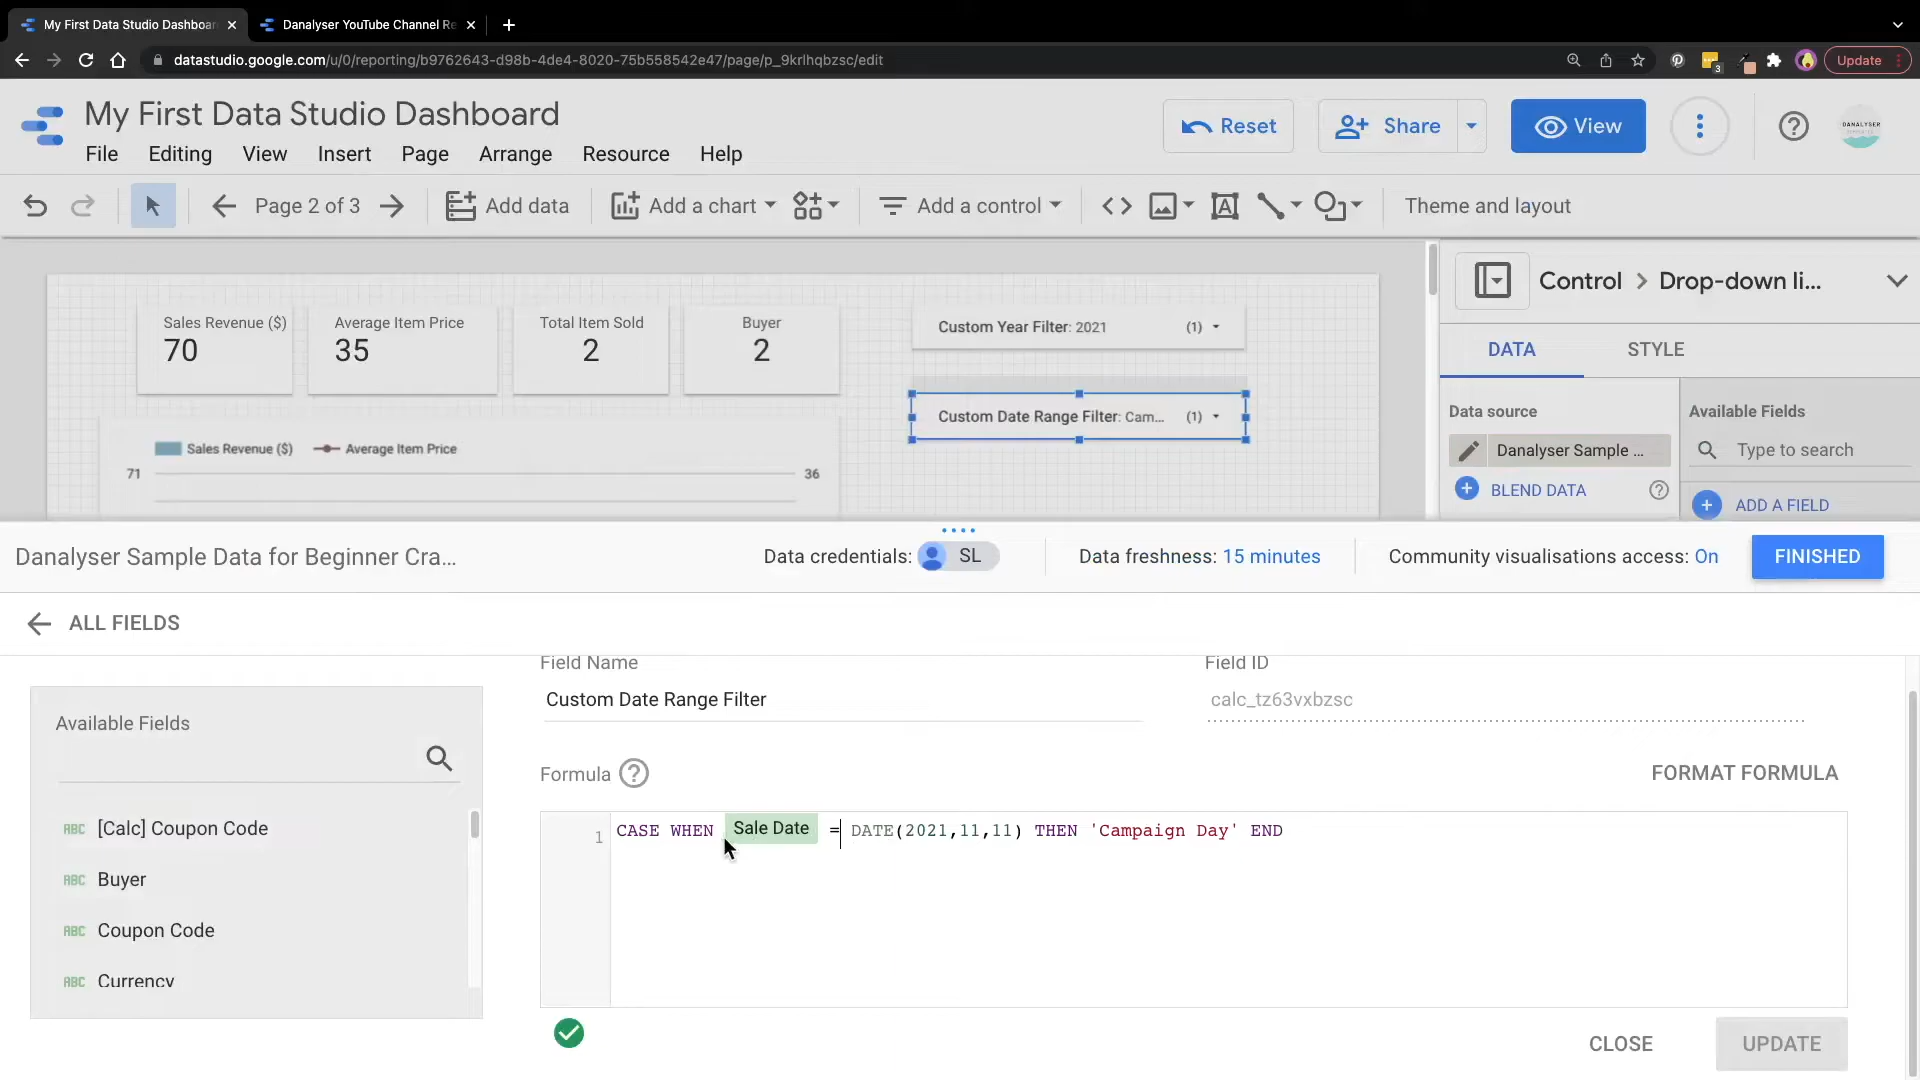 My First Data Studio Dashboar
Danalyser YouTube Channel Re
datastudio.google.com/u/0/reporting/b9762643-d98b-4de4-8020-75b558542e47/page/p_9krlhqbzsc/edit
3
Update
My First Data Studio Dashboard
Reset
Share
View
DANALYSER
File Editing View Insert Page Arrange Resource Help
Page 2 of 3
Add data
Add a chart
Add a control
Theme and layout
Sales Revenue ($)
70
Average Item Price
35
Total Item Sold
2
Buyer
2
Custom Year Filter: 2021 (1)
Custom Date Range Filter: Cam... (1)
Sales Revenue ($)
Average Item Price
71
36
Control > Drop-down li...
DATA
STYLE
Data source
Danalyser Sample ...
BLEND DATA
Available Fields
Type to search
ADD A FIELD
Danalyser Sample Data for Beginner Cra...
Data credentials: SL
Data freshness: 15 minutes
Community visualisations access: On
FINISHED
ALL FIELDS
Available Fields
ABC [Calc] Coupon Code
ABC Buyer
ABC Coupon Code
ABC Currency
Field Name
Custom Date Range Filter
Field ID
calc_tz63vxbzsc
Formula
FORMAT FORMULA
1 CASE WHEN Sale Date = DATE(2021,11,11) THEN 'Campaign Day' END
CLOSE
UPDATE